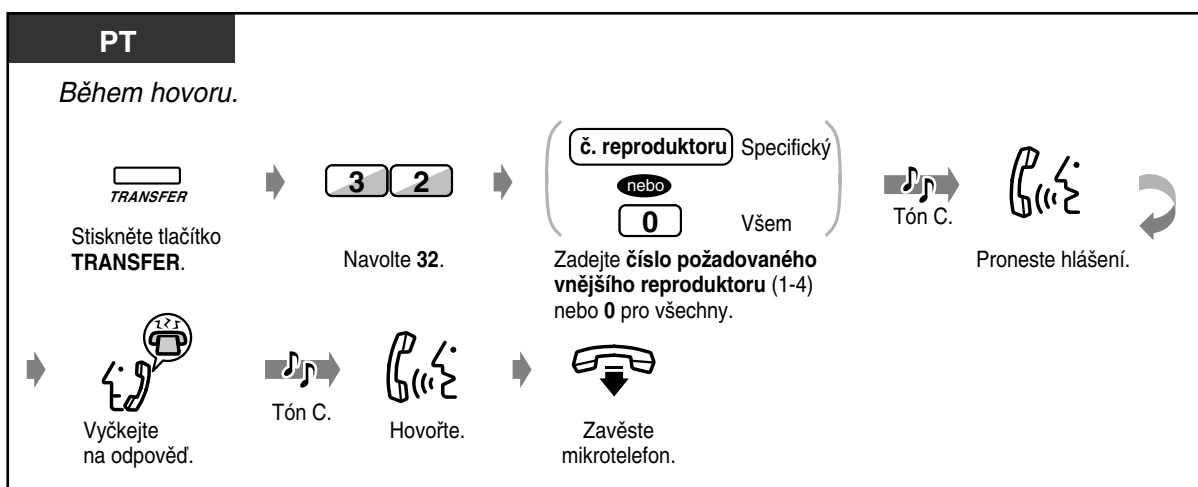 PT
Během hovoru.
TRANSFER
Stiskněte tlačítko
TRANSFER.
3 2
Navolte 32.
č. reproduktoru Specifický
nebo
0 Všem
Zadejte číslo požadovaného
vnějšího reproduktoru (1-4)
nebo 0 pro všechny.
Tón C.
Proneste hlášení.
Vyčkejte
na odpověď.
Tón C.
Hovořte.
Zavěste
mikrotelefon.